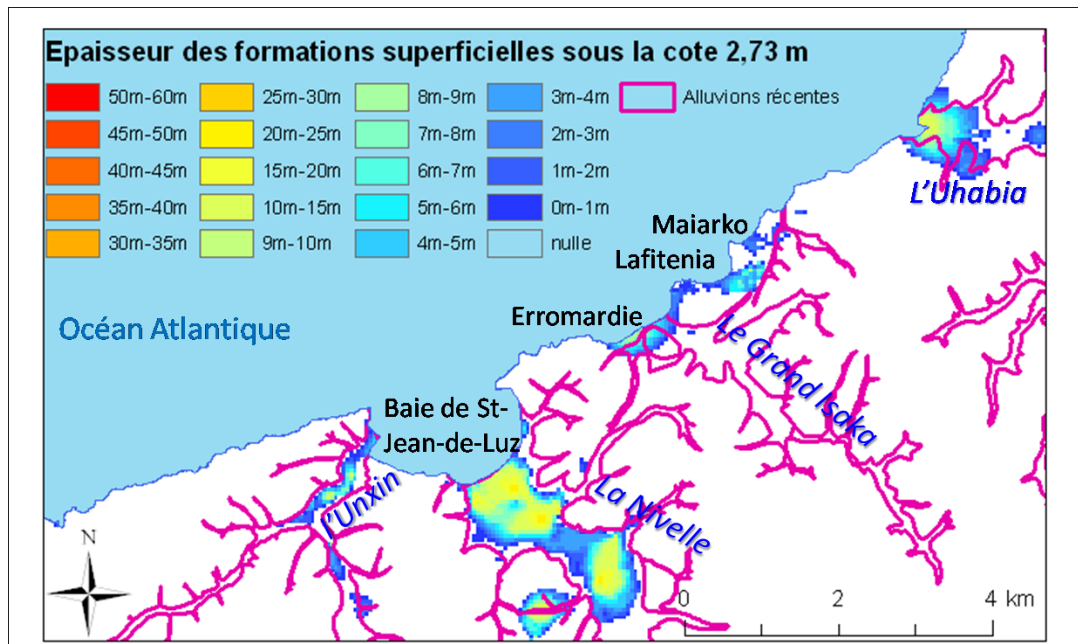 Epaisseur des formations superficielles sous la cote 2,73 m
50m-60m
45m-50m
40m-45m
35m-40m
30m-35m
25m-30m
20m-25m
15m-20m
10m-15m
9m-10m
8m-9m
7m-8m
6m-7m
5m-6m
4m-5m
3m-4m
2m-3m
1m-2m
0m-1m
nulle
Alluvions récentes
L'Uhabia
Maiarko
Lafitenia
Erromardie
Océan Atlantique
Le Grand Isaka
Baie de St-
Jean-de-Luz
l'Unxin
La Nivelle
N
0 2 4 km